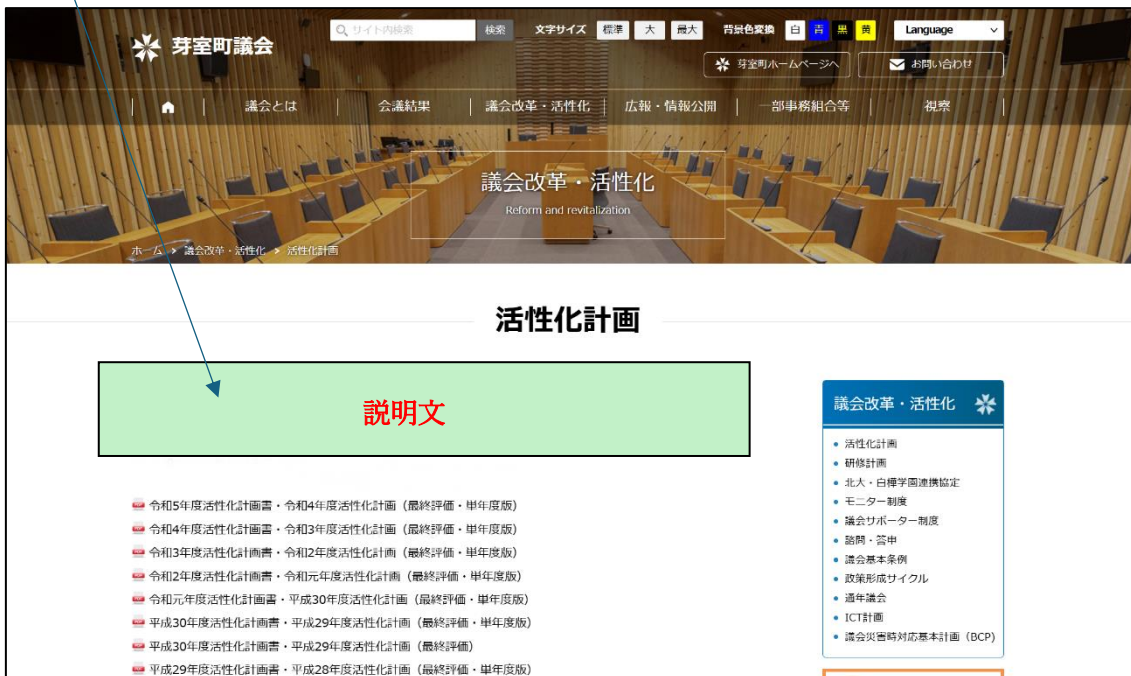 芽室町議会
サイト内検索 検索 文字サイズ 標準 大 最大 背景色変換 白 青 黒 黄 Language
芽室町ホームページへ お問い合わせ
議会とは 会議結果 議会改革・活性化 広報・情報公開 一部事務組合等 視察
議会改革・活性化
Reform and revitalization
ホーム > 議会改革・活性化 > 活性化計画
活性化計画
説明文
令和5年度活性化計画書・令和4年度活性化計画（最終評価・単年度版）
令和4年度活性化計画書・令和3年度活性化計画（最終評価・単年度版）
令和3年度活性化計画書・令和2年度活性化計画（最終評価・単年度版）
令和2年度活性化計画書・令和元年度活性化計画（最終評価・単年度版）
令和元年度活性化計画書・平成30年度活性化計画（最終評価・単年度版）
平成30年度活性化計画書・平成29年度活性化計画（最終評価・単年度版）
平成30年度活性化計画書・平成29年度活性化計画（最終評価）
平成29年度活性化計画書・平成28年度活性化計画（最終評価・単年度版）
議会改革・活性化
活性化計画
研修計画
北大・白樺学園連携協定
モニター制度
議会サポーター制度
諮問・答申
議会基本条例
政策形成サイクル
通年議会
ICT計画
議会災害時対応基本計画（BCP）